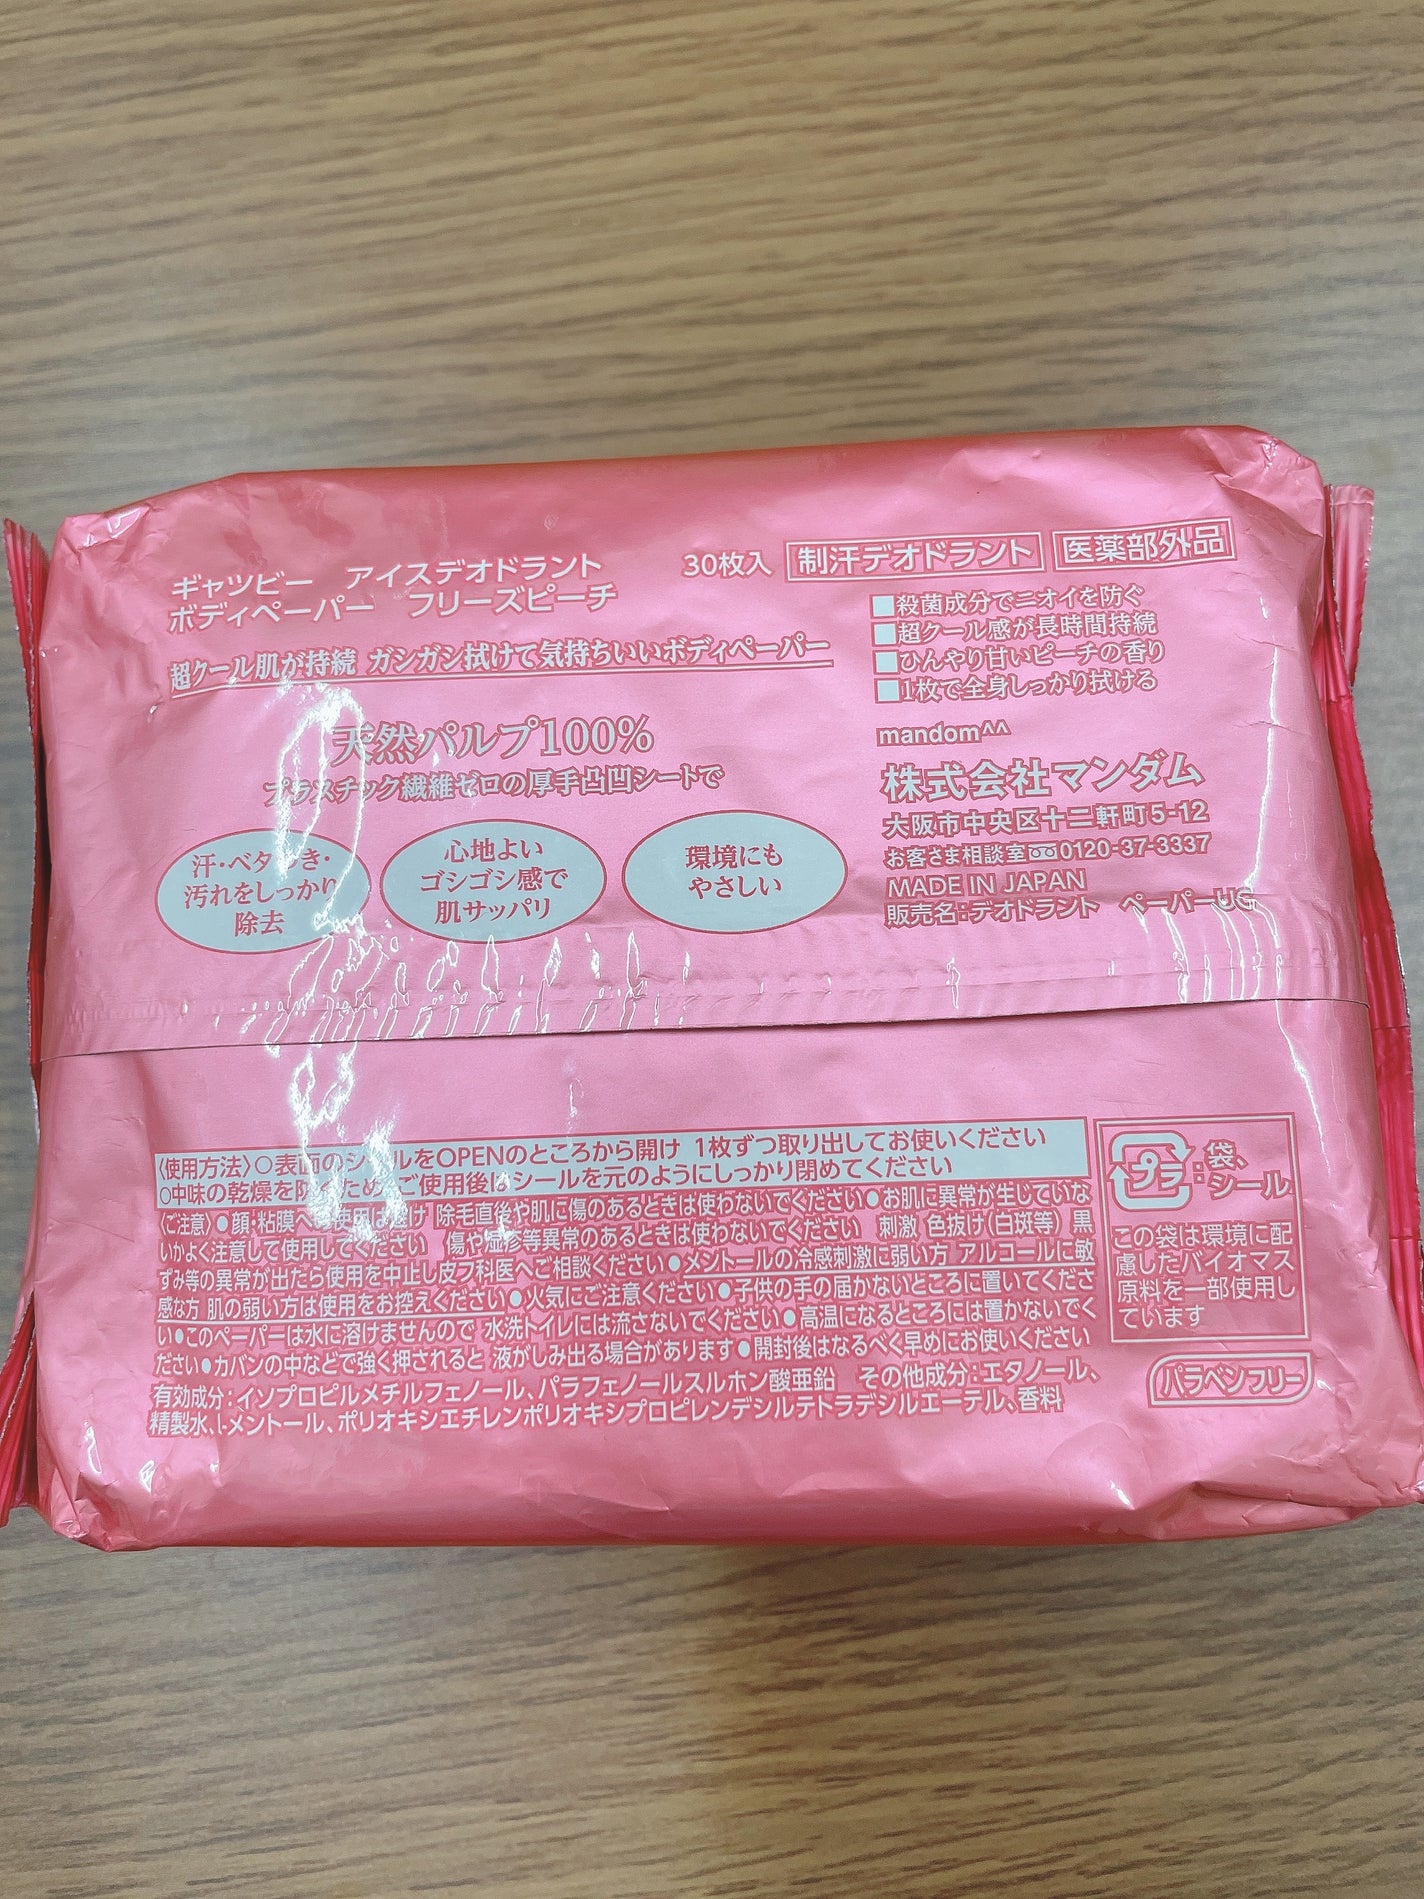 ギャツビー アイスデオドラント
ボディペーパー フリーズピーチ
30枚入 制汗デオドラント 医薬部外品
超クール肌が持続 ガシガシ拭けて気持ちいいボディペーパー
■殺菌成分でニオイを防ぐ
■超クール感が長時間持続
■ひんやり甘いピーチの香り
■1枚で全身しっかり拭ける
天然パルプ100%
プラスチック繊維ゼロの厚手凸凹シートで
汗・ベタつき・
汚れをしっかり
除去
心地よい
ゴシゴシ感で
肌サッパリ
環境にも
やさしい
mandom^^
株式会社マンダム
大阪市中央区十二軒町5-12
お客さま相談室 0120-37-3337
MADE IN JAPAN
販売名:デオドラント ペーパーUG
〈使用方法〉○表面のシールをOPENのところから開け 1枚ずつ取り出してお使いください
○中味の乾燥を防ぐため、ご使用後はシールを元のようにしっかり閉めてください
〈ご注意〉●顔・粘膜への使用は避け 除毛直後や肌に傷のあるときは使わないでください●お肌に異常が生じていな
いかよく注意して使用してください 傷や湿疹等異常のあるときは使わないでください 刺激 色抜け(白斑等) 黒
ずみ等の異常が出たら使用を中止し皮フ科医へご相談ください●メントールの冷感刺激に弱い方 アルコールに敏
感な方 肌の弱い方は使用をお控えください●火気にご注意ください●子供の手の届かないところに置いてくださ
い●このペーパーは水に溶けませんので 水洗トイレには流さないでください●高温になるところには置かないでく
ださい●カバンの中などで強く押されると 液がしみ出る場合があります●開封後はなるべく早めにお使いください
有効成分:イソプロピルメチルフェノール、パラフェノールスルホン酸亜鉛 その他成分:エタノール、
精製水、l-メントール、ポリオキシエチレンポリオキシプロピレンデシルテトラデシルエーテル、香料
プラ:袋、
シール
この袋は環境に配
慮したバイオマス
原料を一部使用し
ています
パラベンフリー